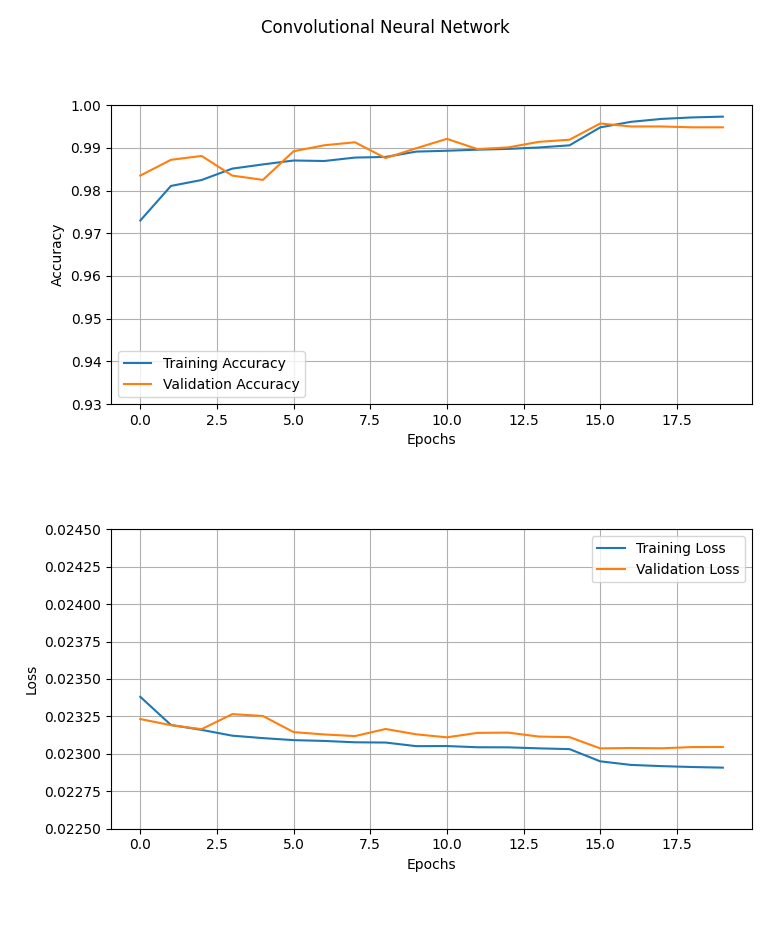 Convolutional Neural Network
1.00
0.99
0.98
0.97
0.96
0.95
0.94
0.93
Accuracy
Training Accuracy
Validation Accuracy
0.0 2.5 5.0 7.5 10.0 12.5 15.0 17.5
Epochs
0.02450
0.02425
0.02400
0.02375
0.02350
0.02325
0.02300
0.02275
0.02250
Loss
Training Loss
Validation Loss
0.0 2.5 5.0 7.5 10.0 12.5 15.0 17.5
Epochs